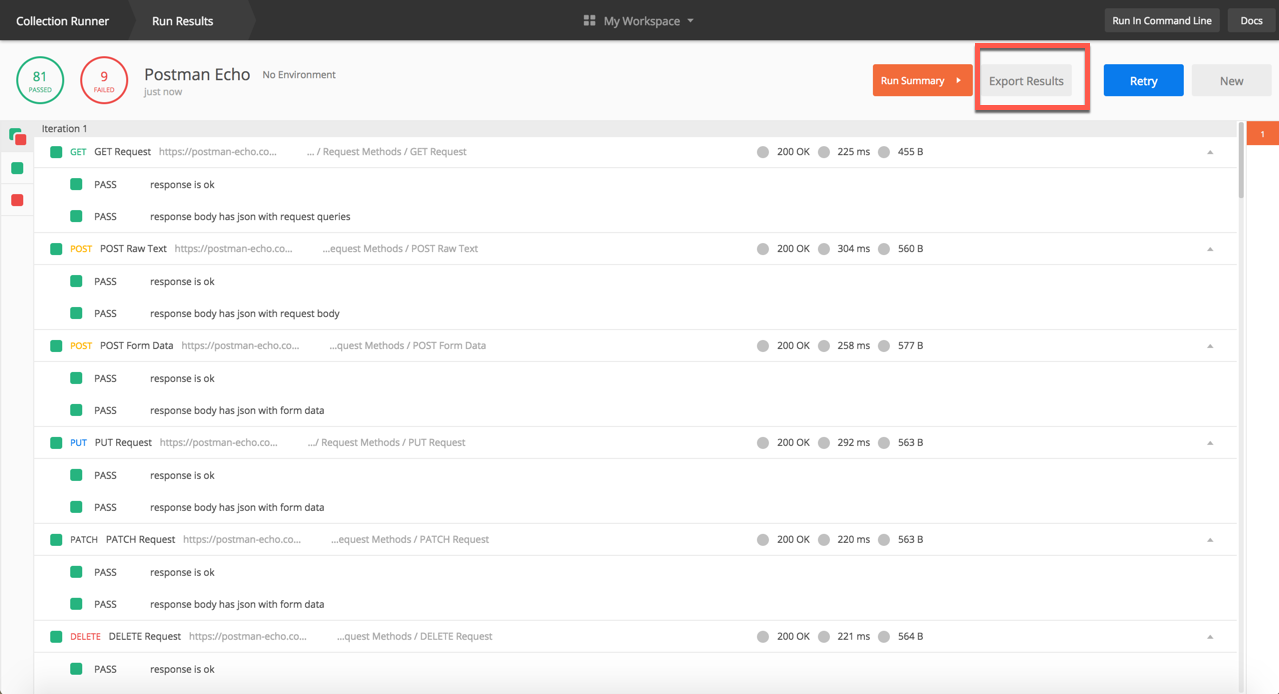 Collection Runner Run Results My Workspace Run In Command Line Docs
81 PASSED 9 FAILED Postman Echo No Environment
Just now
Run Summary Export Results Retry New
Iteration 1
1
GET GET Request https://postman-echo.co... ... / Request Methods / GET Request 200 OK 225 ms 455 B
PASS response is ok
PASS response body has json with request queries
POST POST Raw Text https://postman-echo.co... ...equest Methods / POST Raw Text 200 OK 304 ms 560 B
PASS response is ok
PASS response body has json with request body
POST POST Form Data https://postman-echo.co... ...quest Methods / POST Form Data 200 OK 258 ms 577 B
PASS response is ok
PASS response body has json with form data
PUT PUT Request https://postman-echo.co... .../ Request Methods / PUT Request 200 OK 292 ms 563 B
PASS response is ok
PASS response body has json with form data
PATCH PATCH Request https://postman-echo.co... ...equest Methods / PATCH Request 200 OK 220 ms 563 B
PASS response is ok
PASS response body has json with form data
DELETE DELETE Request https://postman-echo.co... ...quest Methods / DELETE Request 200 OK 221 ms 564 B
PASS response is ok